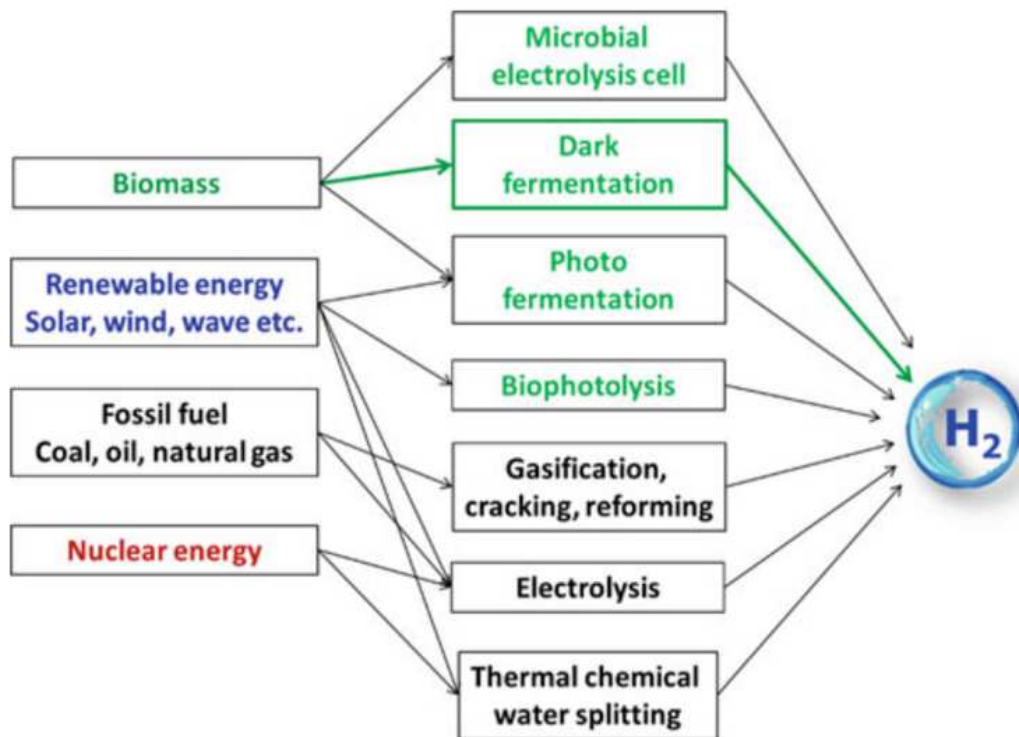 Biomass
Renewable energy
Solar, wind, wave etc.
Fossil fuel
Coal, oil, natural gas
Nuclear energy
Microbial
electrolysis cell
Dark
fermentation
Photo
fermentation
Biophotolysis
Gasification,
cracking, reforming
Electrolysis
Thermal chemical
water splitting
H₂